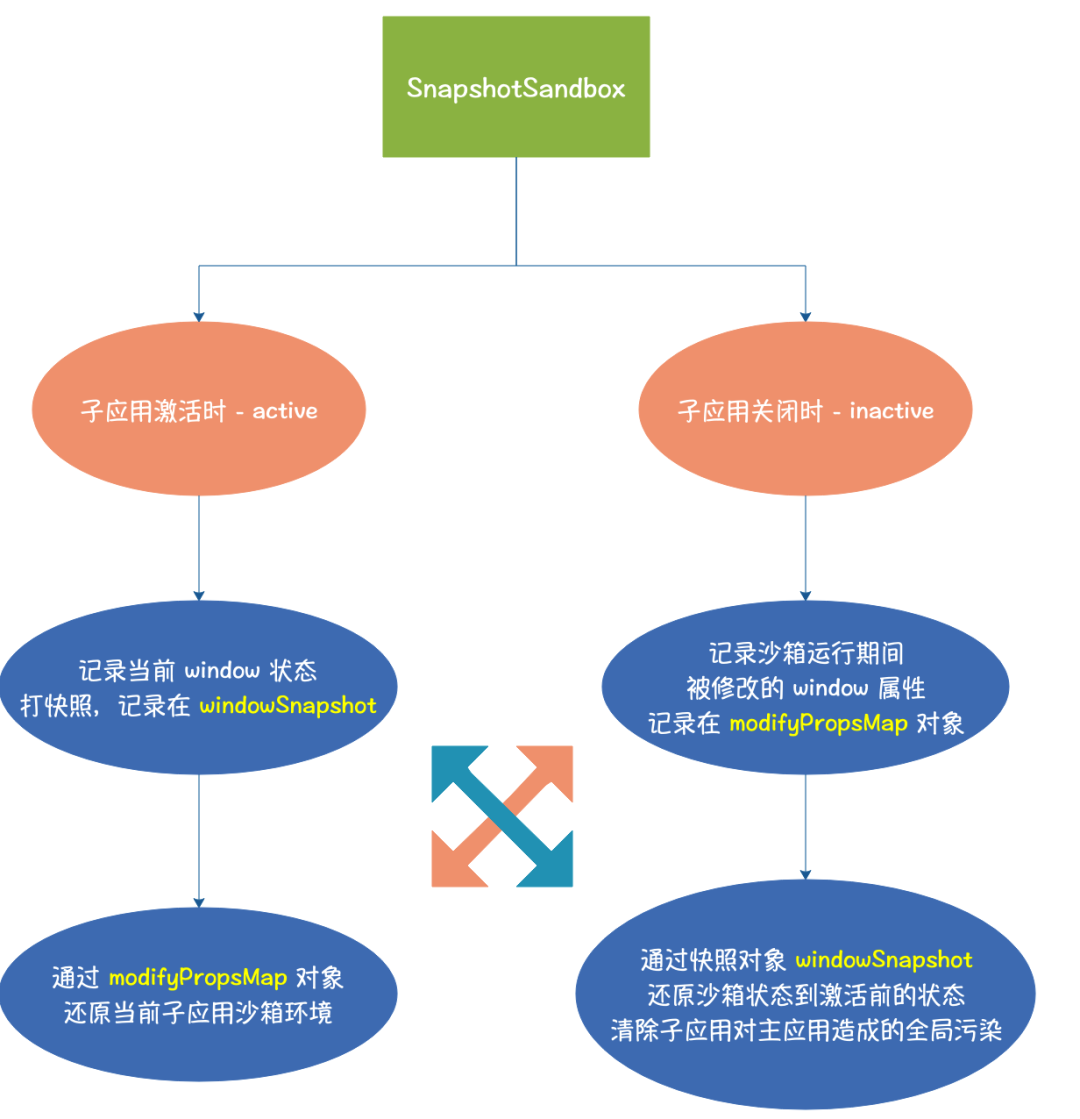 SnapshotSandbox
子应用激活时 - active
子应用关闭时 - inactive
记录当前 window 状态
打快照，记录在 windowSnapshot
记录沙箱运行期间
被修改的 window 属性
记录在 modifyPropsMap 对象
通过 modifyPropsMap 对象
还原当前子应用沙箱环境
通过快照对象 windowSnapshot
还原沙箱状态到激活前的状态
清除子应用对主应用造成的全局污染